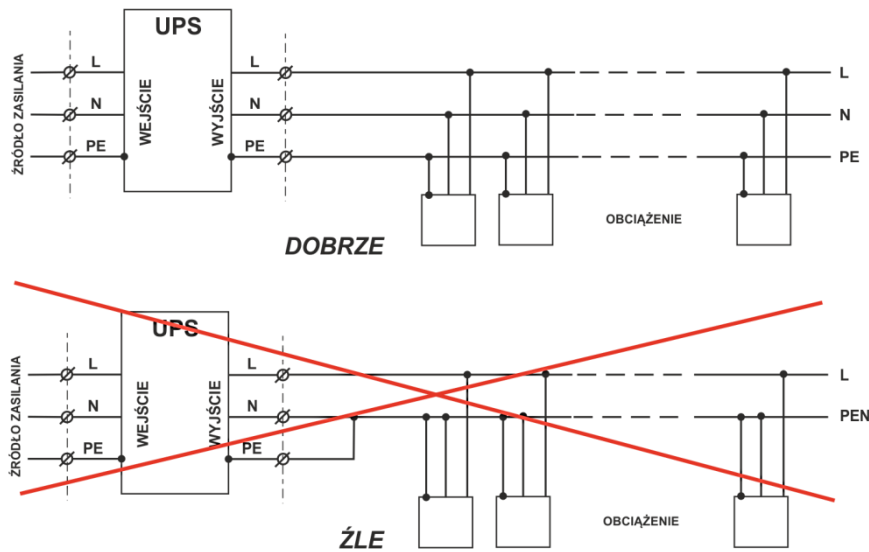 UPS
ŹRÓDŁO ZASILANIA
L
N
PE
WEJŚCIE
WYJŚCIE
L
N
PE
L
N
PE
OBCIĄŻENIE
DOBRZE
UPS
ŹRÓDŁO ZASILANIA
L
N
PE
WEJŚCIE
WYJŚCIE
L
N
PE
L
PEN
OBCIĄŻENIE
ŹLE